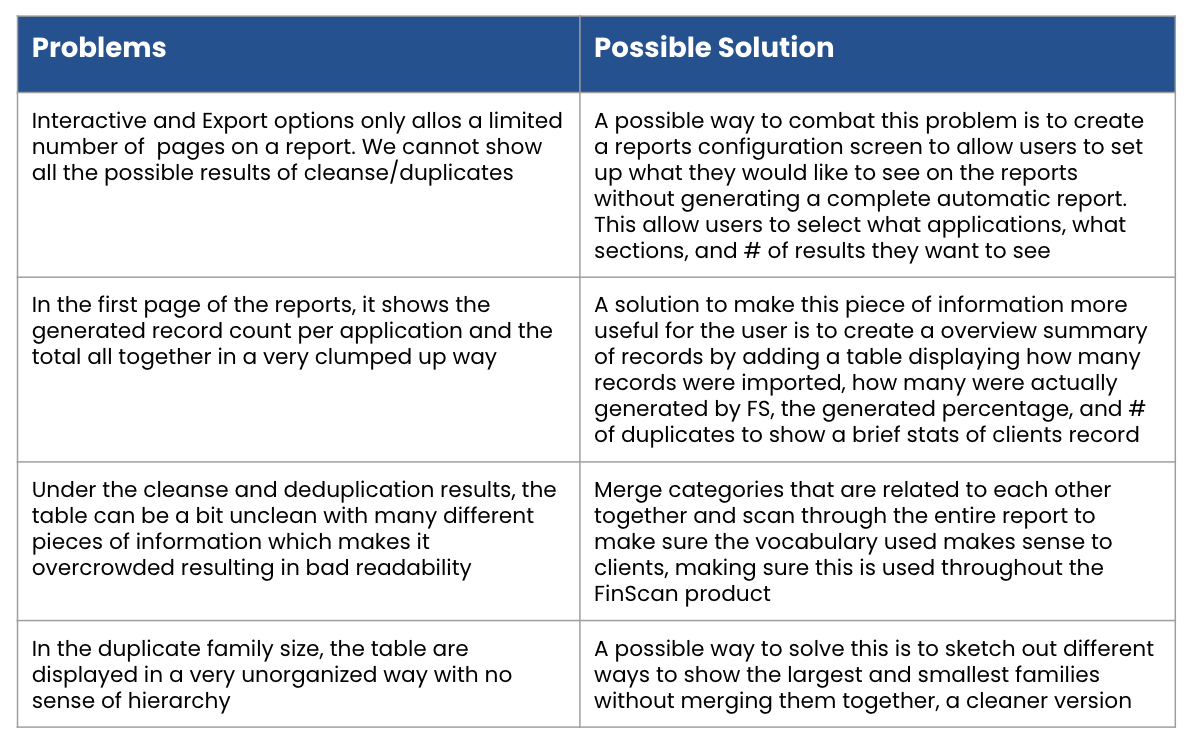 Problems
Possible Solution
Interactive and Export options only allos a limited
number of  pages on a report. We cannot show
all the possible results of cleanse/duplicates
A possible way to combat this problem is to create
a reports configuration screen to allow users to set
up what they would like to see on the reports
without generating a complete automatic report.
This allow users to select what applications, what
sections, and # of results they want to see
In the first page of the reports, it shows the
generated record count per application and the
total all together in a very clumped up way
A solution to make this piece of information more
useful for the user is to create a overview summary
of records by adding a table displaying how many
records were imported, how many were actually
generated by FS, the generated percentage, and #
of duplicates to show a brief stats of clients record
Under the cleanse and deduplication results, the
table can be a bit unclean with many different
pieces of information which makes it
overcrowded resulting in bad readability
Merge categories that are related to each other
together and scan through the entire report to
make sure the vocabulary used makes sense to
clients, making sure this is used throughout the
FinScan product
In the duplicate family size, the table are
displayed in a very unorganized way with no
sense of hierarchy
A possible way to solve this is to sketch out different
ways to show the largest and smallest families
without merging them together, a cleaner version